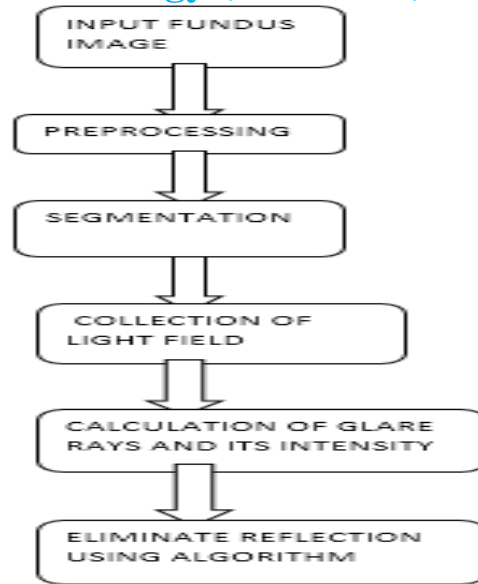 INPUT FUNDUS
IMAGE
PREPROCESSING
SEGMENTATION
COLLECTION OF
LIGHT FIELD
CALCULATION OF GLARE
RAYS AND ITS INTENSITY
ELIMINATE REFLECTION
USING ALGORITHM